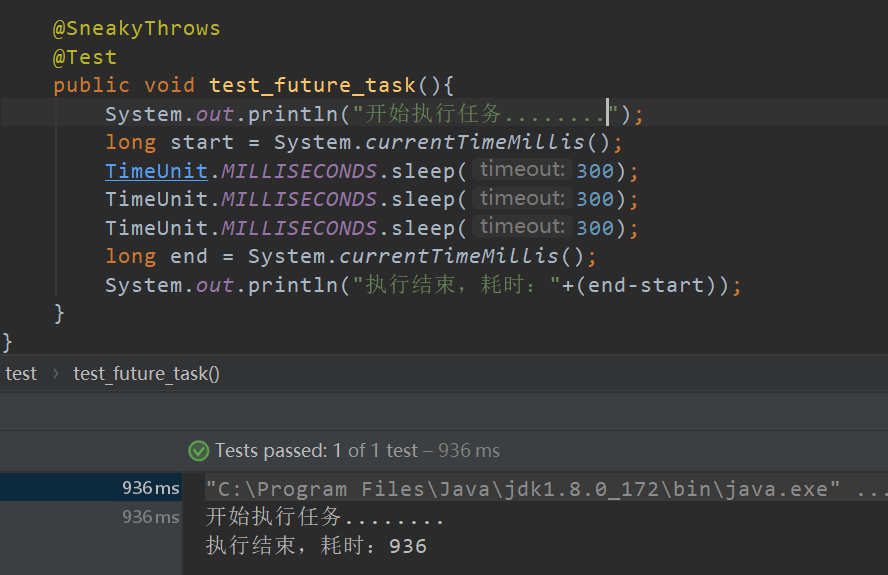 @SneakyThrows
@Test
public void test_future_task(){
System.out.println("开始执行任务........");
long start = System.currentTimeMillis();
TimeUnit.MILLISECONDS.sleep( timeout: 300);
TimeUnit.MILLISECONDS.sleep( timeout: 300);
TimeUnit.MILLISECONDS.sleep( timeout: 300);
long end = System.currentTimeMillis();
System.out.println("执行结束，耗时："+(end-start));
}
}
test › test_future_task()
Tests passed: 1 of 1 test – 936 ms
936 ms "C:\Program Files\Java\jdk1.8.0_172\bin\java.exe" ...
936 ms 开始执行任务........
执行结束，耗时：936